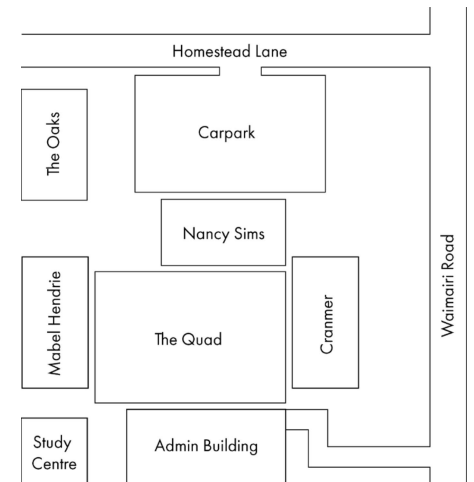 Homestead Lane
The Oaks
Carpark
Nancy Sims
Waimairi Road
Mabel Hendrie
The Quad
Cranmer
Study
Centre
Admin Building